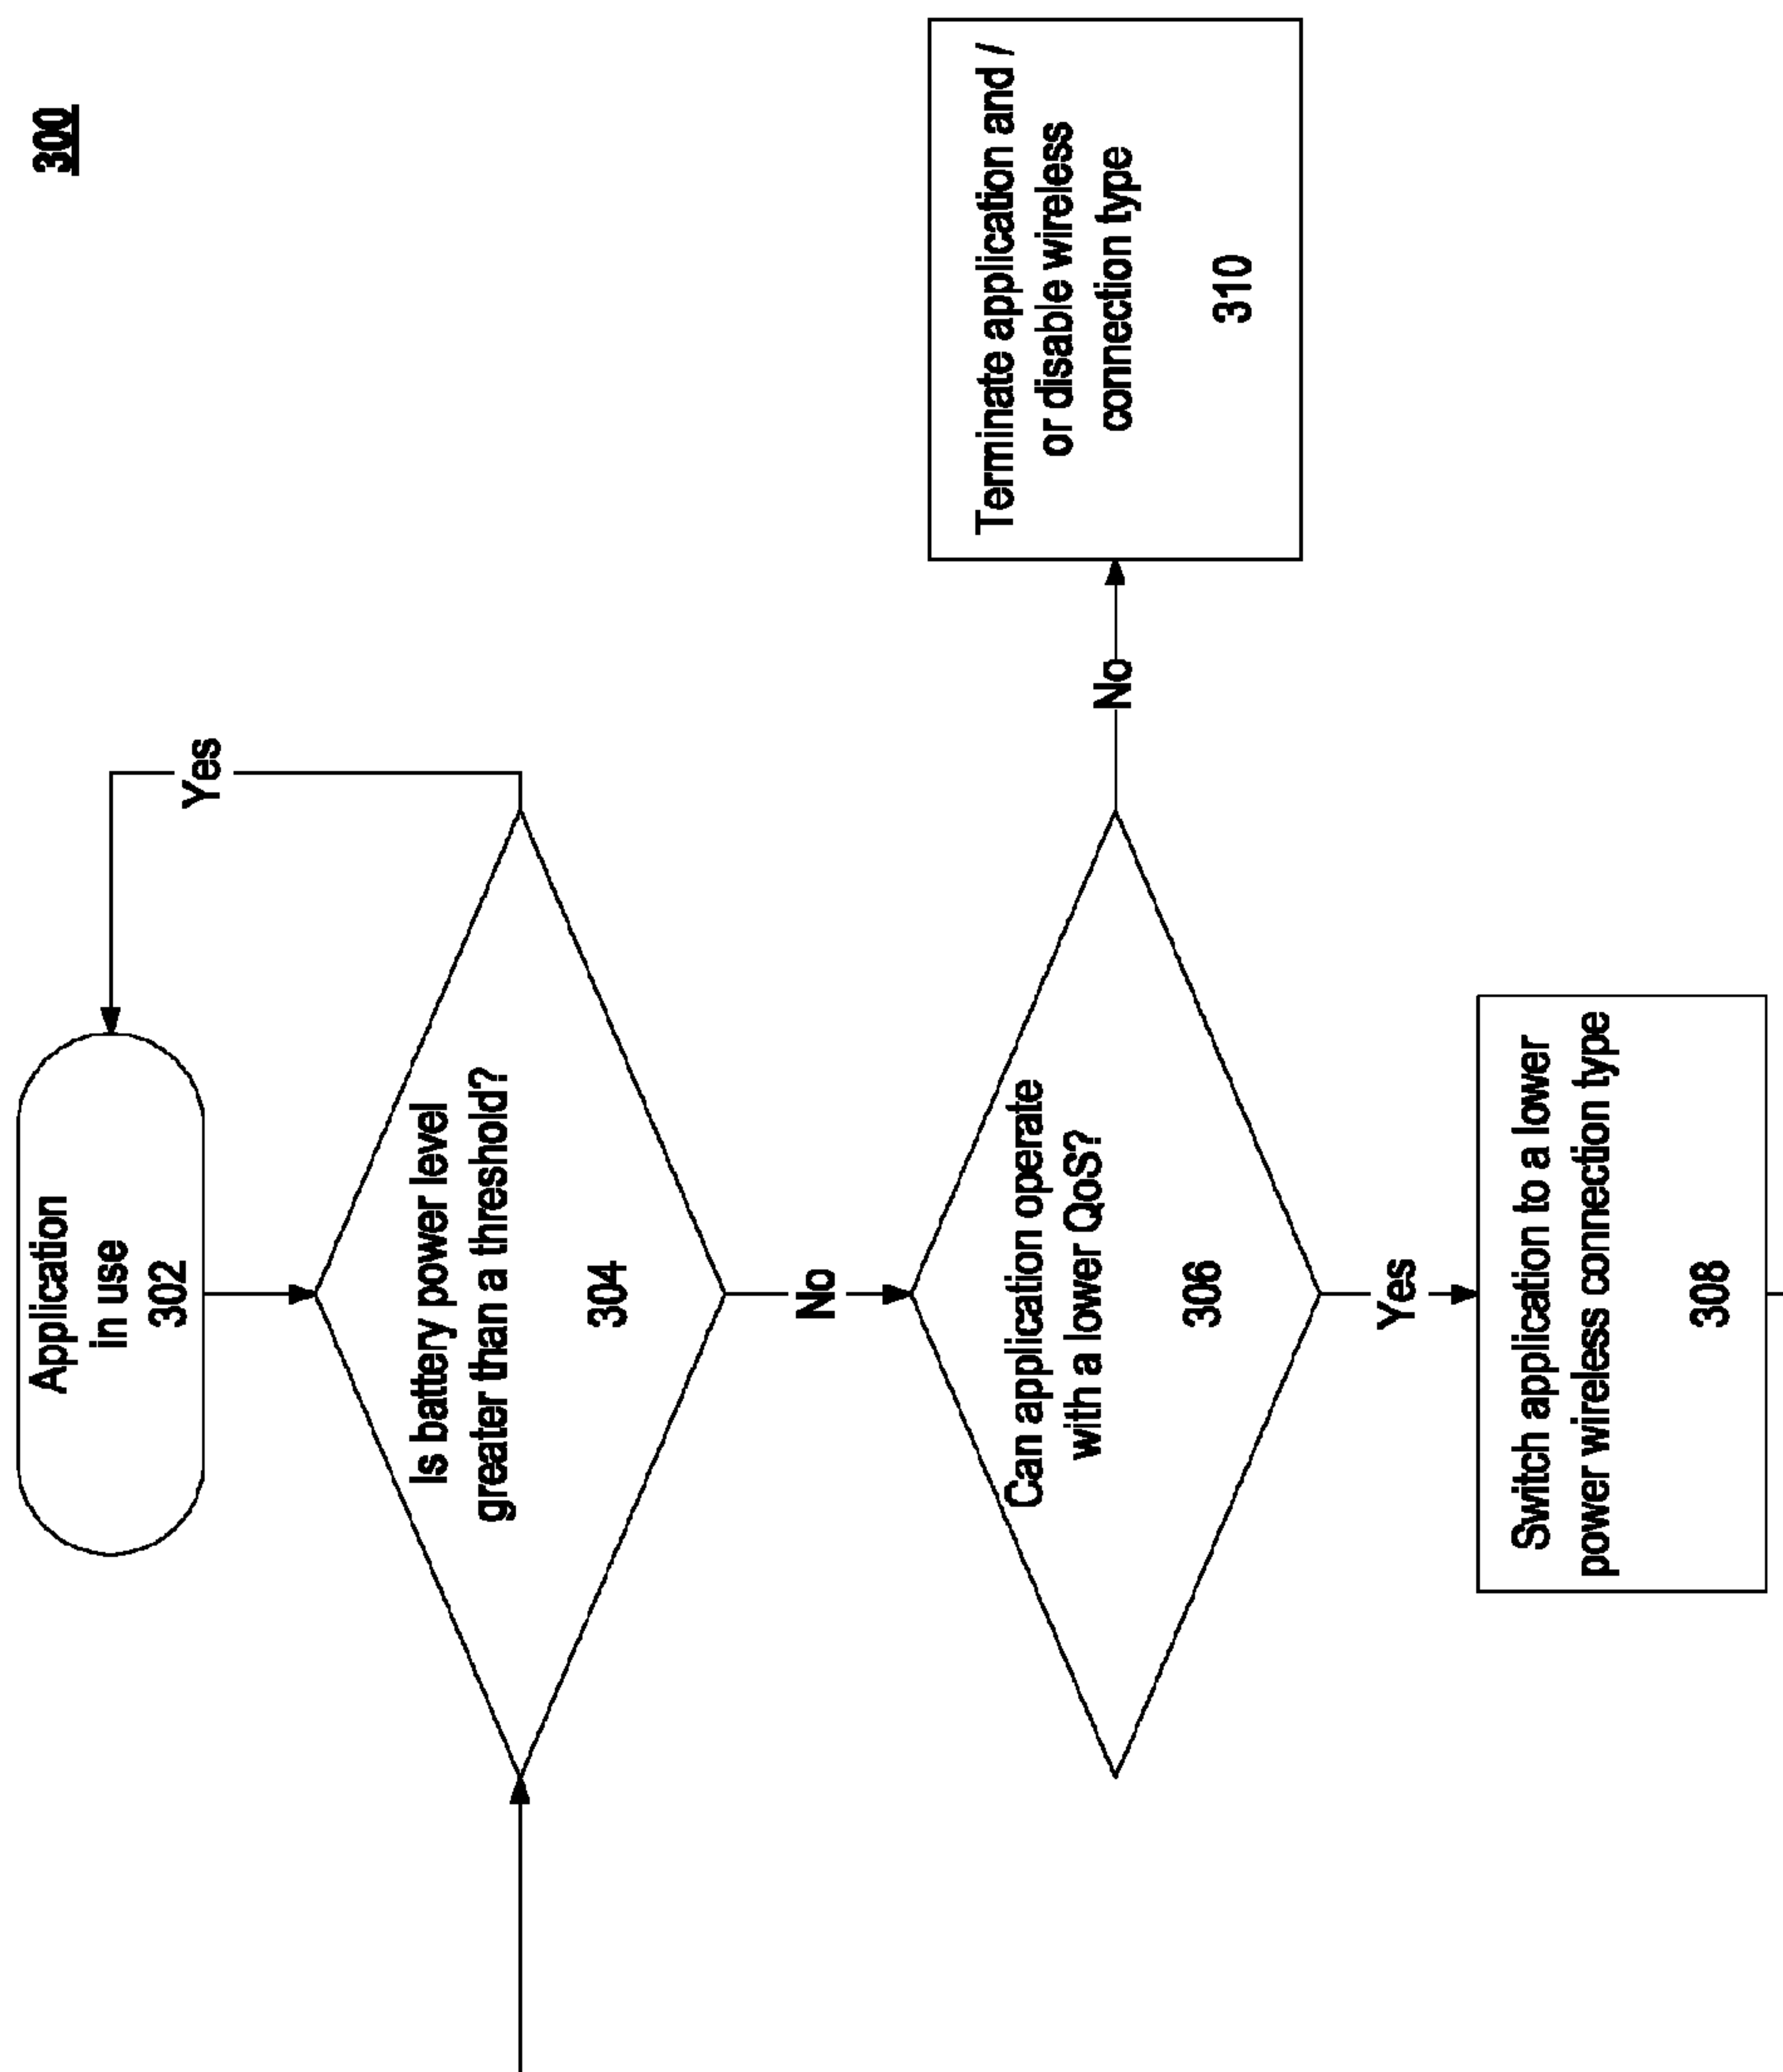 300
Application
in use
302
Yes
Is battery power level
greater than a threshold?
304
No
Can application operate
with a lower QoS?
306
No
Terminate application and /
or disable wireless
connection type
310
Yes
Switch application to a lower
power wireless connection type
308